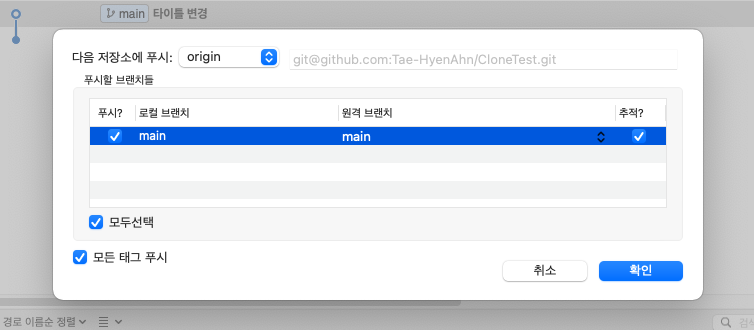 main 타이틀 변경
다음 저장소에 푸시: origin git@github.com:Tae-HyenAhn/CloneTest.git
푸시할 브랜치들
푸시? 로컬 브랜치 원격 브랜치 추적?
main main
모두선택
모든 태그 푸시
취소 확인
경로 이름순 정렬